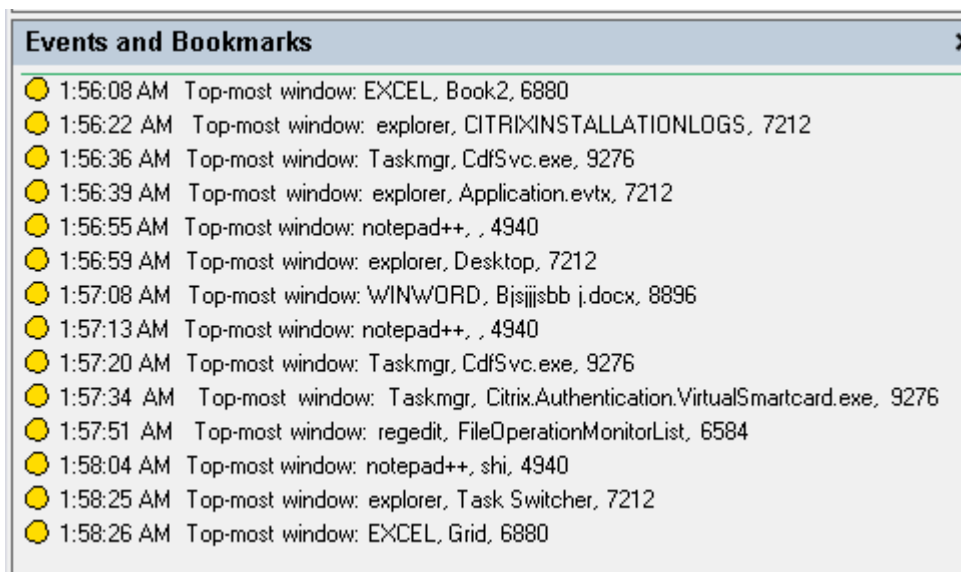 Events and Bookmarks
1:56:08 AM Top-most window: EXCEL, Book2, 6880
1:56:22 AM Top-most window: explorer, CITRIXINSTALLATIONLOGS, 7212
1:56:36 AM Top-most window: Taskmgr, CdfSvc.exe, 9276
1:56:39 AM Top-most window: explorer, Application.evtx, 7212
1:56:55 AM Top-most window: notepad++, , 4940
1:56:59 AM Top-most window: explorer, Desktop, 7212
1:57:08 AM Top-most window: WINWORD, Bjsjjjsbb j.docx, 8896
1:57:13 AM Top-most window: notepad++, , 4940
1:57:20 AM Top-most window: Taskmgr, CdfSvc.exe, 9276
1:57:34 AM Top-most window: Taskmgr, Citrix.Authentication.VirtualSmartcard.exe, 9276
1:57:51 AM Top-most window: regedit, FileOperationMonitorList, 6584
1:58:04 AM Top-most window: notepad++, shi, 4940
1:58:25 AM Top-most window: explorer, Task Switcher, 7212
1:58:26 AM Top-most window: EXCEL, Grid, 6880